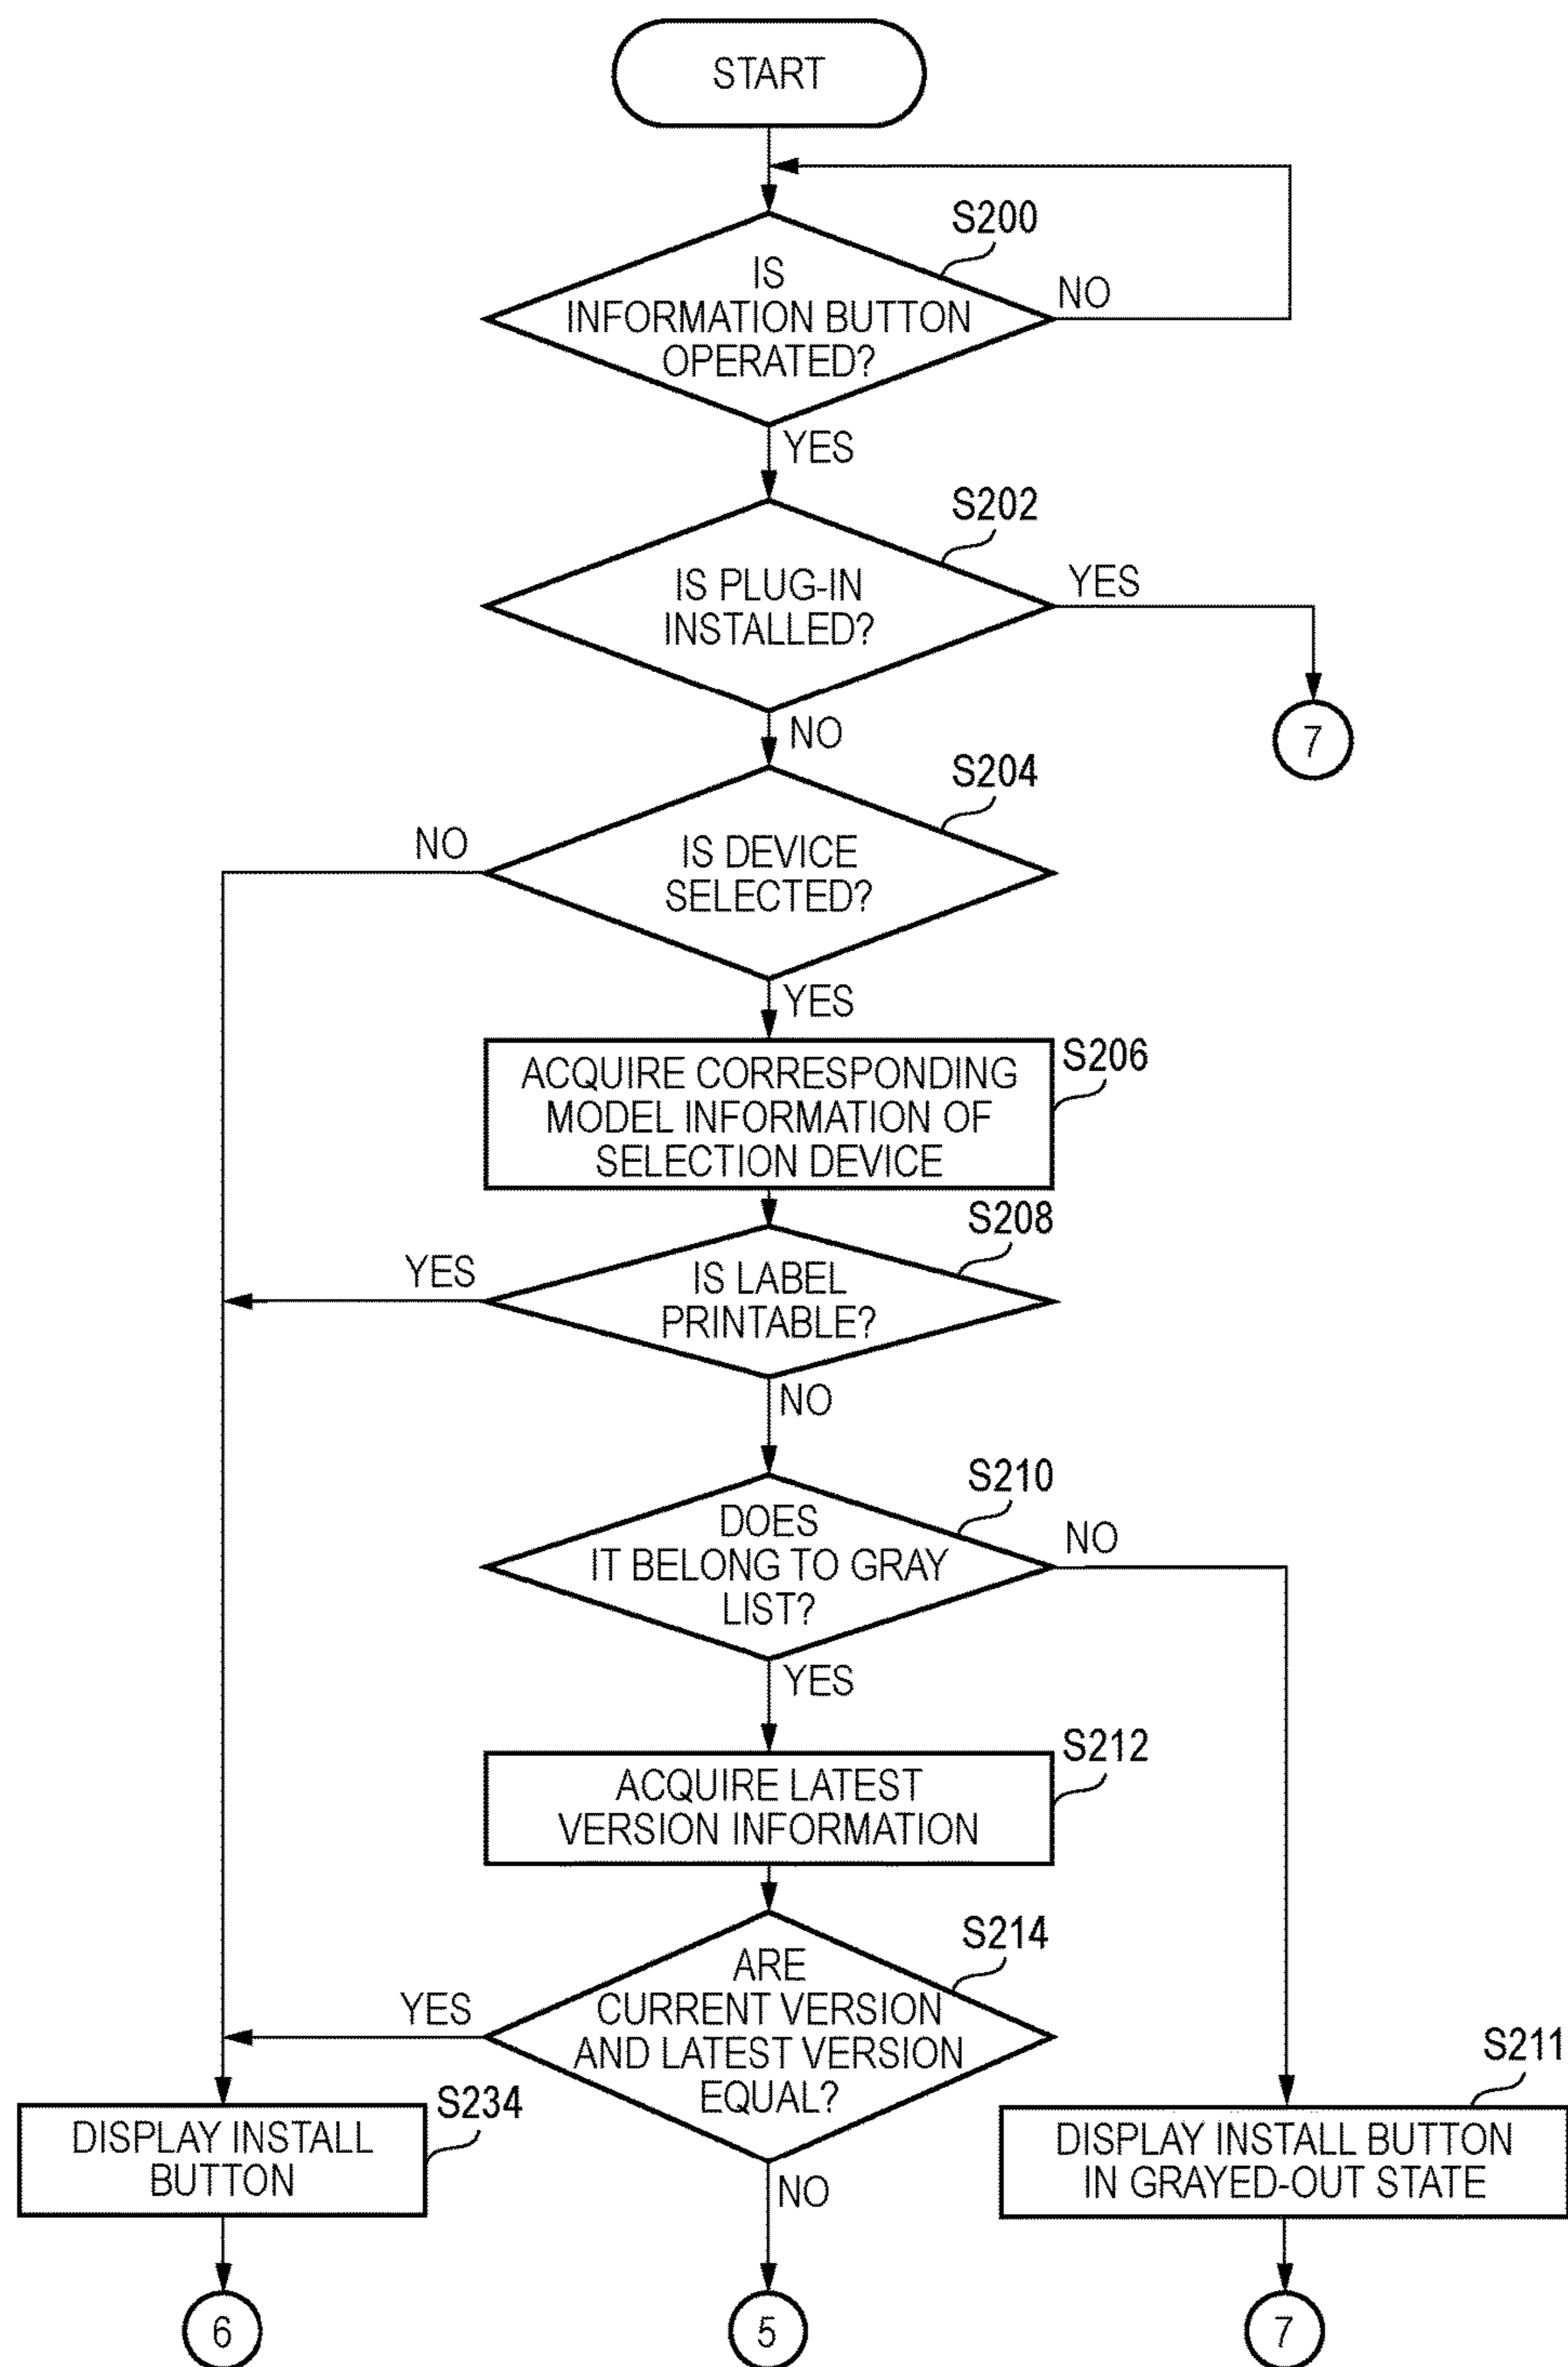 START
S200
IS
INFORMATION BUTTON
OPERATED?
NO
YES
S202
IS PLUG-IN
INSTALLED?
YES
7
NO
S204
IS DEVICE
SELECTED?
NO
YES
S206
ACQUIRE CORRESPONDING
MODEL INFORMATION OF
SELECTION DEVICE
S208
IS LABEL
PRINTABLE?
YES
NO
S210
DOES
IT BELONG TO GRAY
LIST?
NO
YES
S212
ACQUIRE LATEST
VERSION INFORMATION
S214
ARE
CURRENT VERSION
AND LATEST VERSION
EQUAL?
YES
NO
S234
DISPLAY INSTALL
BUTTON
S211
DISPLAY INSTALL BUTTON
IN GRAYED-OUT STATE
6
5
7